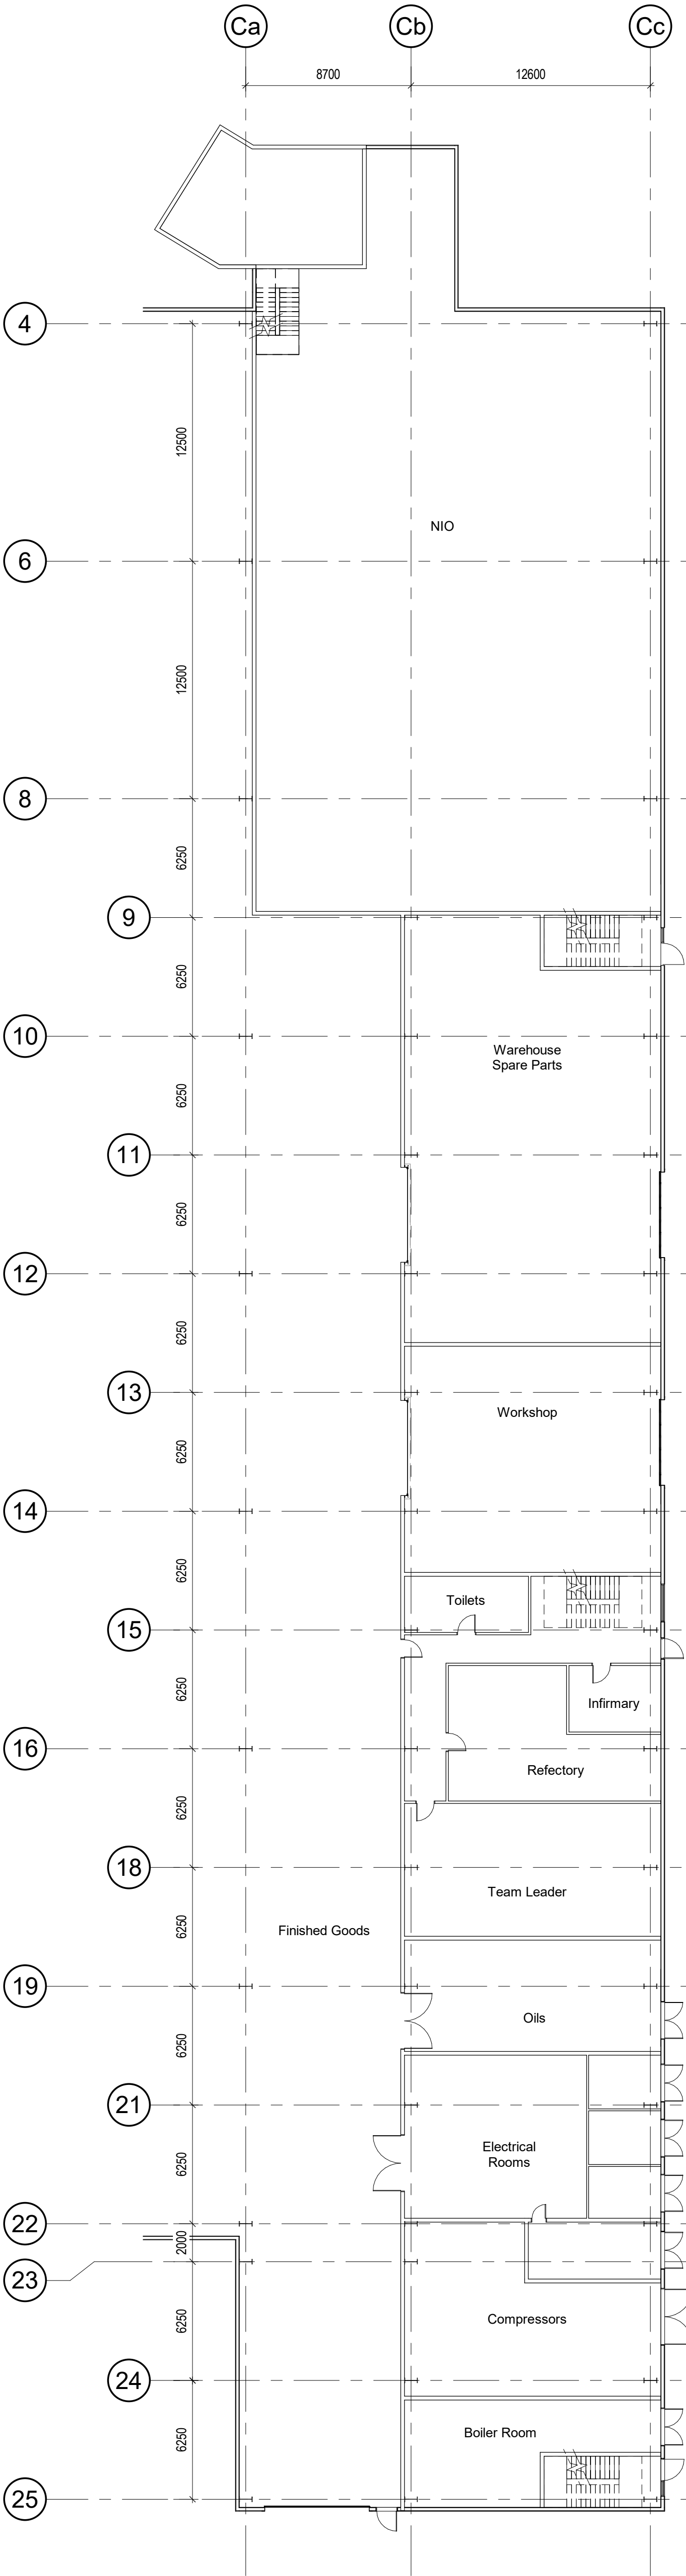 Ca
Cb
Cc
8700
12600
4
12500
NIO
6
12500
8
6250
9
6250
10
Warehouse
Spare Parts
6250
11
6250
12
6250
13
Workshop
6250
14
6250
Toilets
15
6250
Infirmary
16
Refectory
6250
18
Team Leader
Finished Goods
6250
19
Oils
6250
21
Electrical
Rooms
6250
22
2000
23
Compressors
6250
24
Boiler Room
6250
25